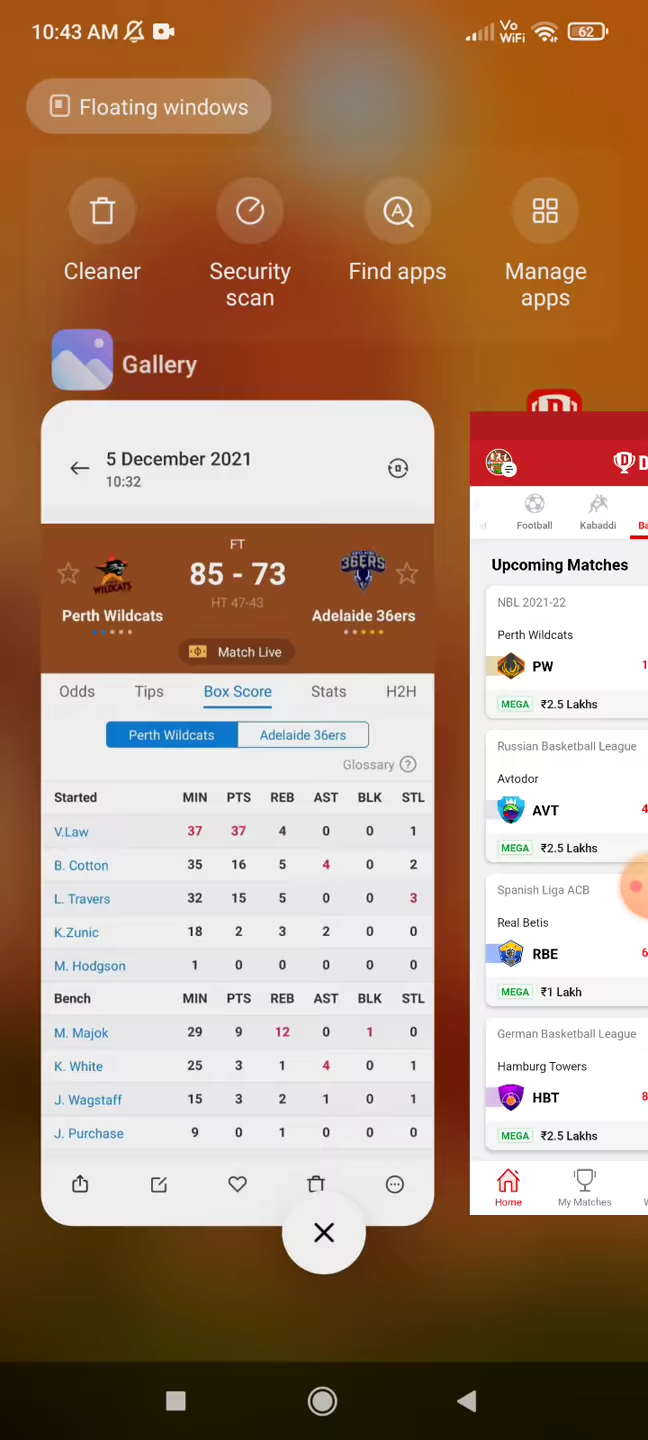 10:43 AM
Vo WiFi 62
Floating windows
Cleaner
Security scan
Find apps
Manage apps
Gallery
5 December 2021
10:32
FT
85 - 73
HT 47-43
WILDCATS
36ERS
Perth Wildcats
Adelaide 36ers
Match Live
Odds Tips Box Score Stats H2H
Perth Wildcats Adelaide 36ers
Glossary ?
Started MIN PTS REB AST BLK STL
V.Law 37 37 4 0 0 1
B. Cotton 35 16 5 4 0 2
L. Travers 32 15 5 0 0 3
K.Zunic 18 2 3 2 0 0
M. Hodgson 1 0 0 0 0 0
Bench MIN PTS REB AST BLK STL
M. Majok 29 9 12 0 1 0
K. White 25 3 1 4 0 1
J. Wagstaff 15 3 2 1 0 1
J. Purchase 9 0 1 0 0 0
D
Football Kabaddi Ba
Upcoming Matches
NBL 2021-22
Perth Wildcats
PW 1
MEGA ₹2.5 Lakhs
Russian Basketball League
Avtodor
AVT 4
MEGA ₹2.5 Lakhs
Spanish Liga ACB
Real Betis
RBE 6
MEGA ₹1 Lakh
German Basketball League
Hamburg Towers
HBT 8
MEGA ₹2.5 Lakhs
Home My Matches